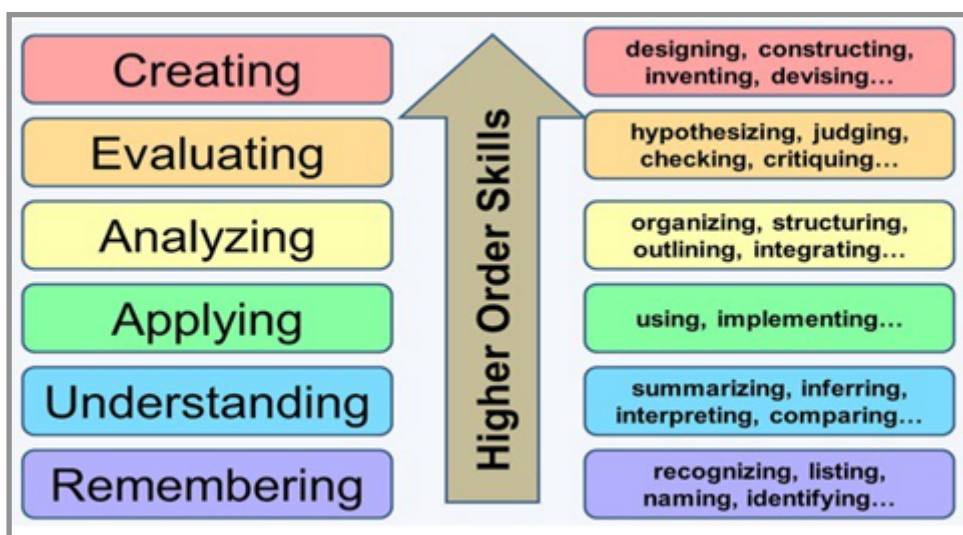 Creating
designing, constructing,
inventing, devising...
Evaluating
hypothesizing, judging,
checking, critiquing...
Analyzing
organizing, structuring,
outlining, integrating...
Applying
using, implementing...
Understanding
summarizing, inferring,
interpreting, comparing...
Remembering
recognizing, listing,
naming, identifying...
Higher Order Skills